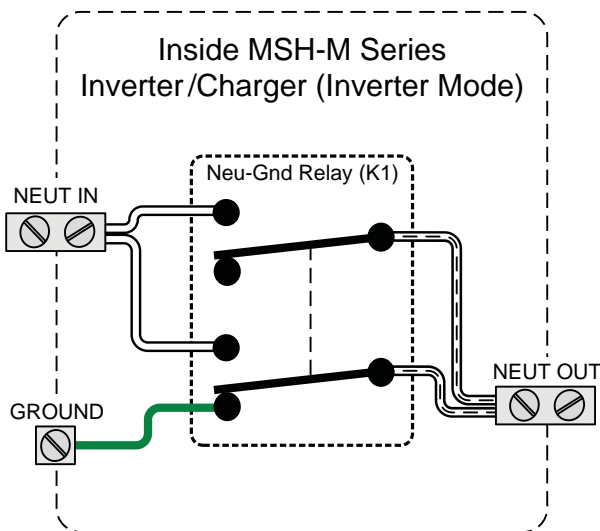 Inside MSH-M Series
Inverter/Charger (Inverter Mode)
Neu-Gnd Relay (K1)
NEUT IN
NEUT OUT
GROUND